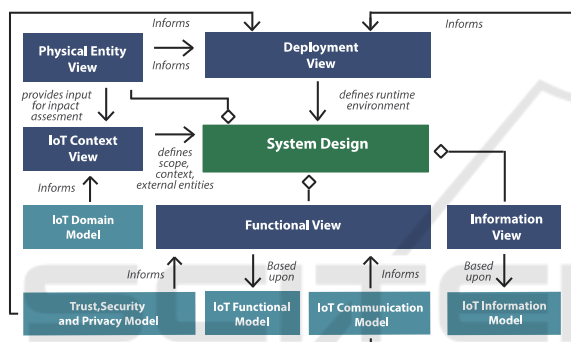 Informs
Physical Entity
View
Informs
Informs
Deployment
View
provides input
for inpact
assesment
defines runtime
environment
IoT Context
View
defines
scope,
context,
external entities
System Design
Informs
IoT Domain
Model
Functional View
Information
View
Informs
Based
upon
Informs
Based
upon
Trust,Security
and Privacy Model
IoT Functional
Model
IoT Communication
Model
IoT Information
Model
SCITE